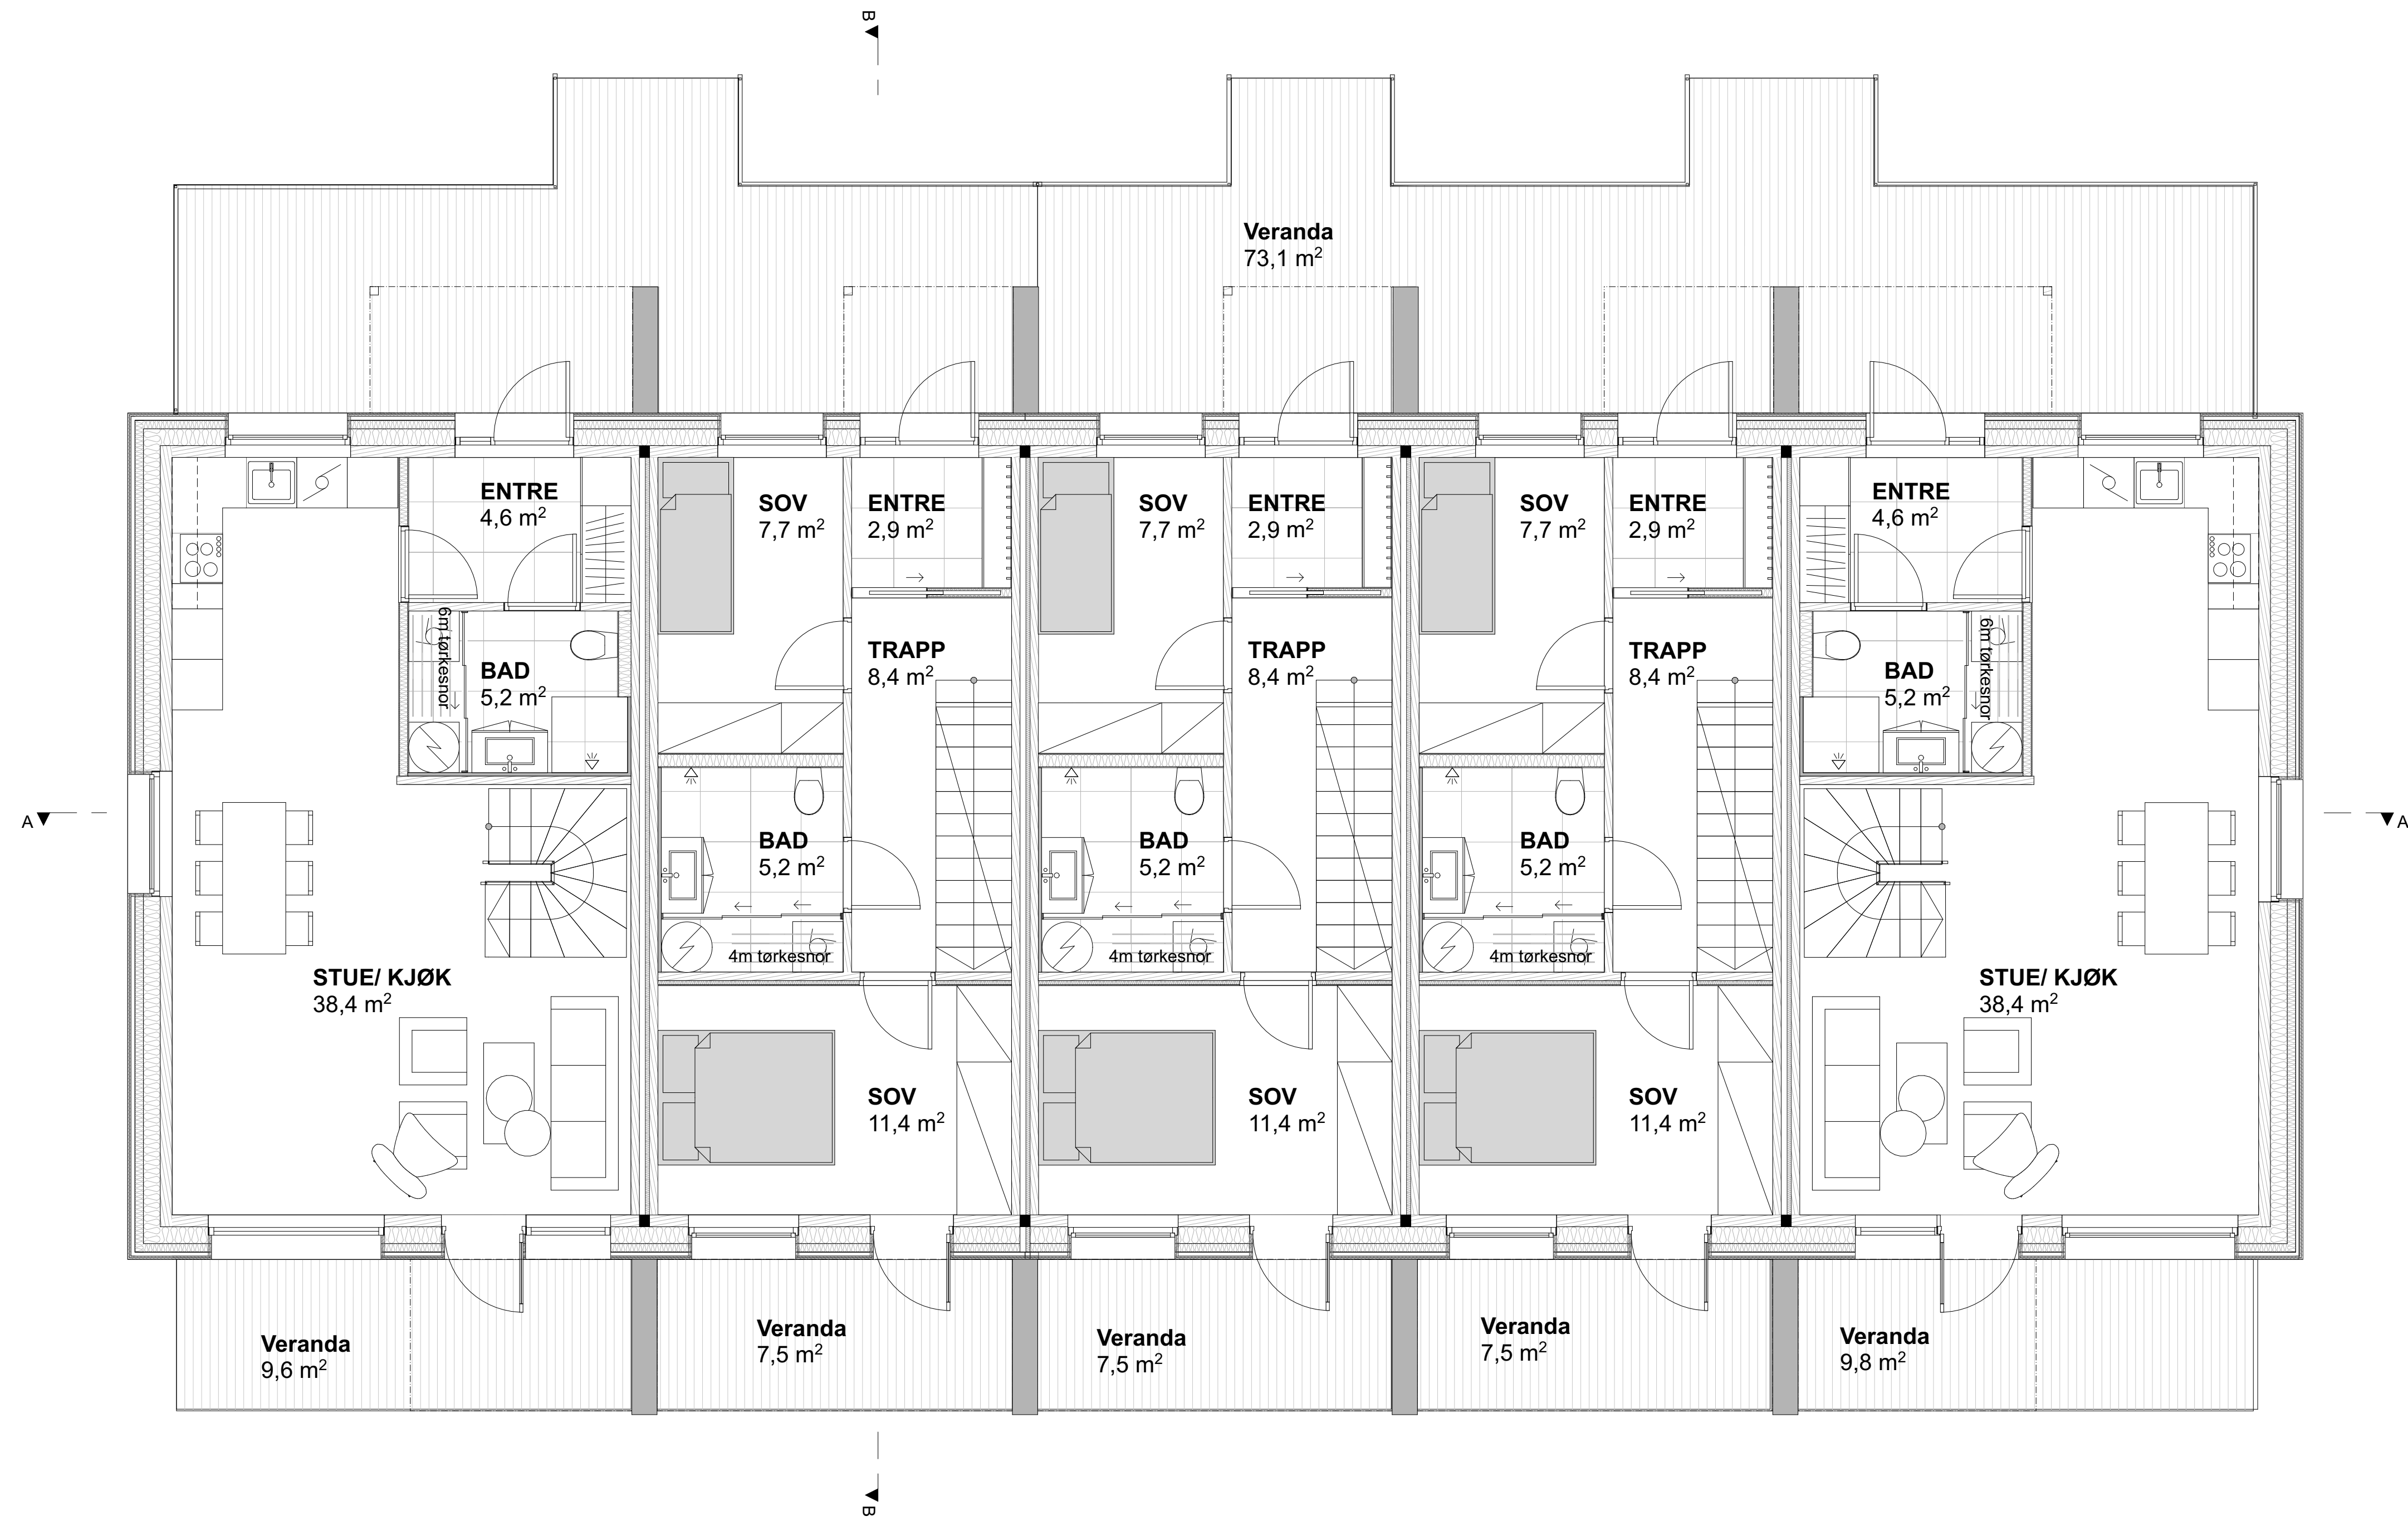 B
Veranda
73,1 m²
ENTRE
4,6 m²
SOV
7,7 m²
ENTRE
2,9 m²
SOV
7,7 m²
ENTRE
2,9 m²
SOV
7,7 m²
ENTRE
2,9 m²
ENTRE
4,6 m²
6m tørkesnor
BAD
5,2 m²
TRAPP
8,4 m²
TRAPP
8,4 m²
TRAPP
8,4 m²
BAD
5,2 m²
6m tørkesnor
A
A
BAD
5,2 m²
4m tørkesnor
BAD
5,2 m²
4m tørkesnor
BAD
5,2 m²
4m tørkesnor
STUE/ KJØK
38,4 m²
STUE/ KJØK
38,4 m²
SOV
11,4 m²
SOV
11,4 m²
SOV
11,4 m²
Veranda
9,6 m²
Veranda
7,5 m²
Veranda
7,5 m²
Veranda
7,5 m²
Veranda
9,8 m²
B